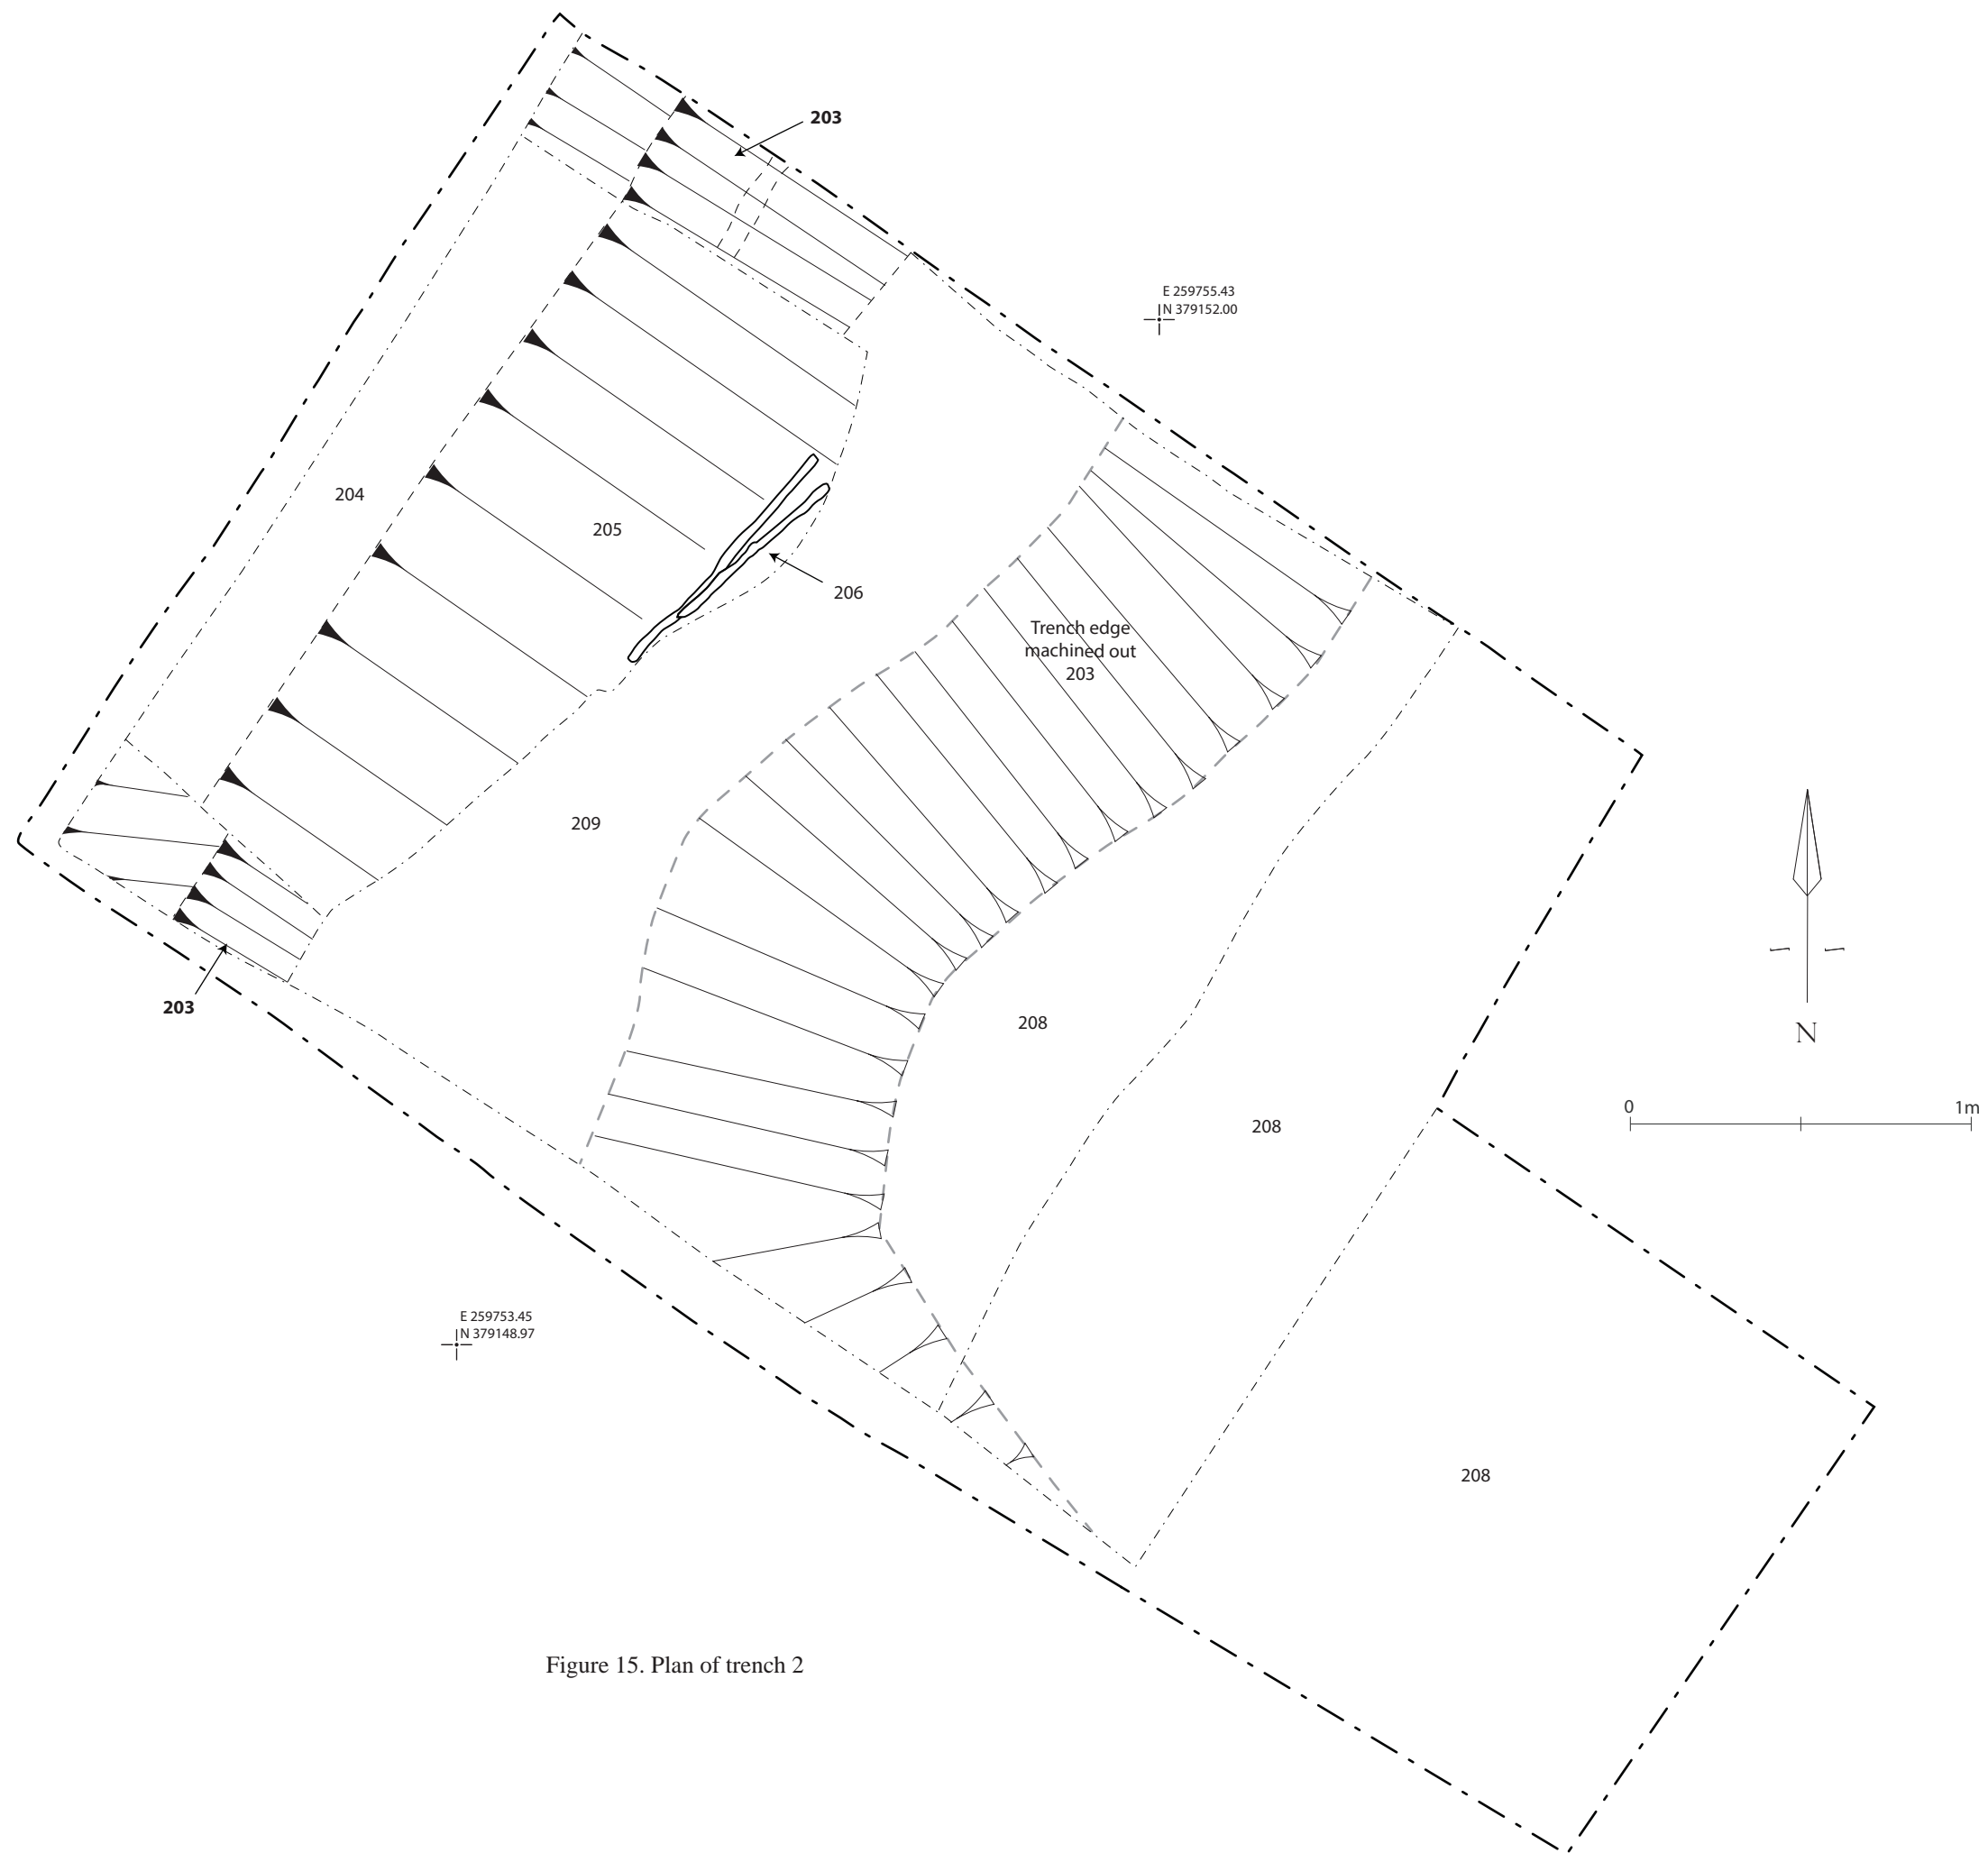 203
E 259755.43
N 379152.00
204
205
206
Trench edge
machined out
203
209
203
208
208
0 1m
N
E 259753.45
N 379148.97
208
Figure 15. Plan of trench 2